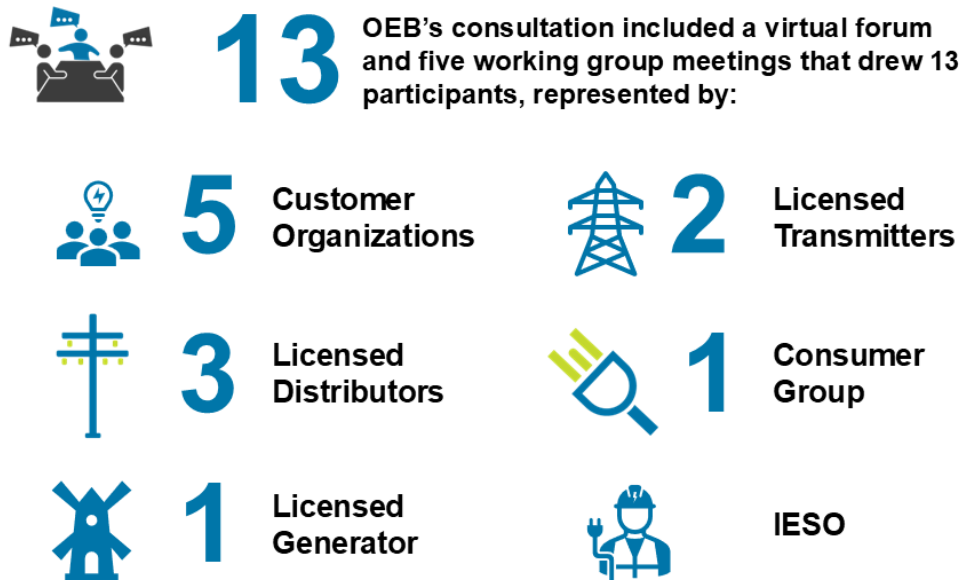 13
OEB’s consultation included a virtual forum
and five working group meetings that drew 13
participants, represented by:
5
Customer
Organizations
2
Licensed
Transmitters
3
Licensed
Distributors
1
Consumer
Group
1
Licensed
Generator
IESO